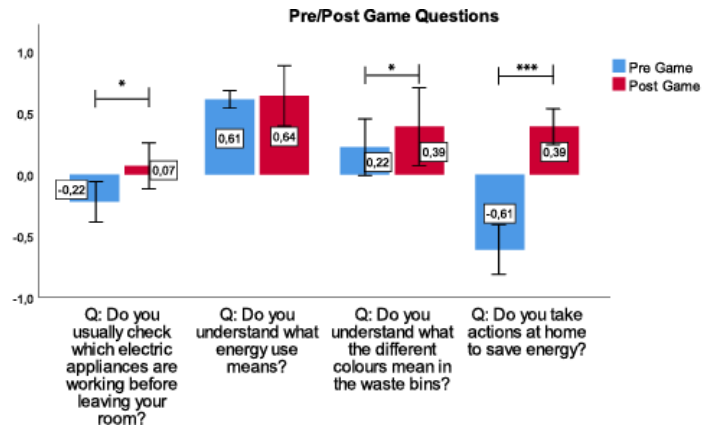 Pre/Post Game Questions
1,0
0,5
0,0
-0,5
-1,0
*
*
***
-0,22
0,07
0,61
0,64
0,22
0,39
-0,61
0,39
Pre Game
Post Game
Q: Do you
usually check
which electric
appliances are
working before
leaving your
room?
Q: Do you
understand what
energy use
means?
Q: Do you
understand what
the different
colours mean in
the waste bins?
Q: Do you take
actions at home
to save energy?